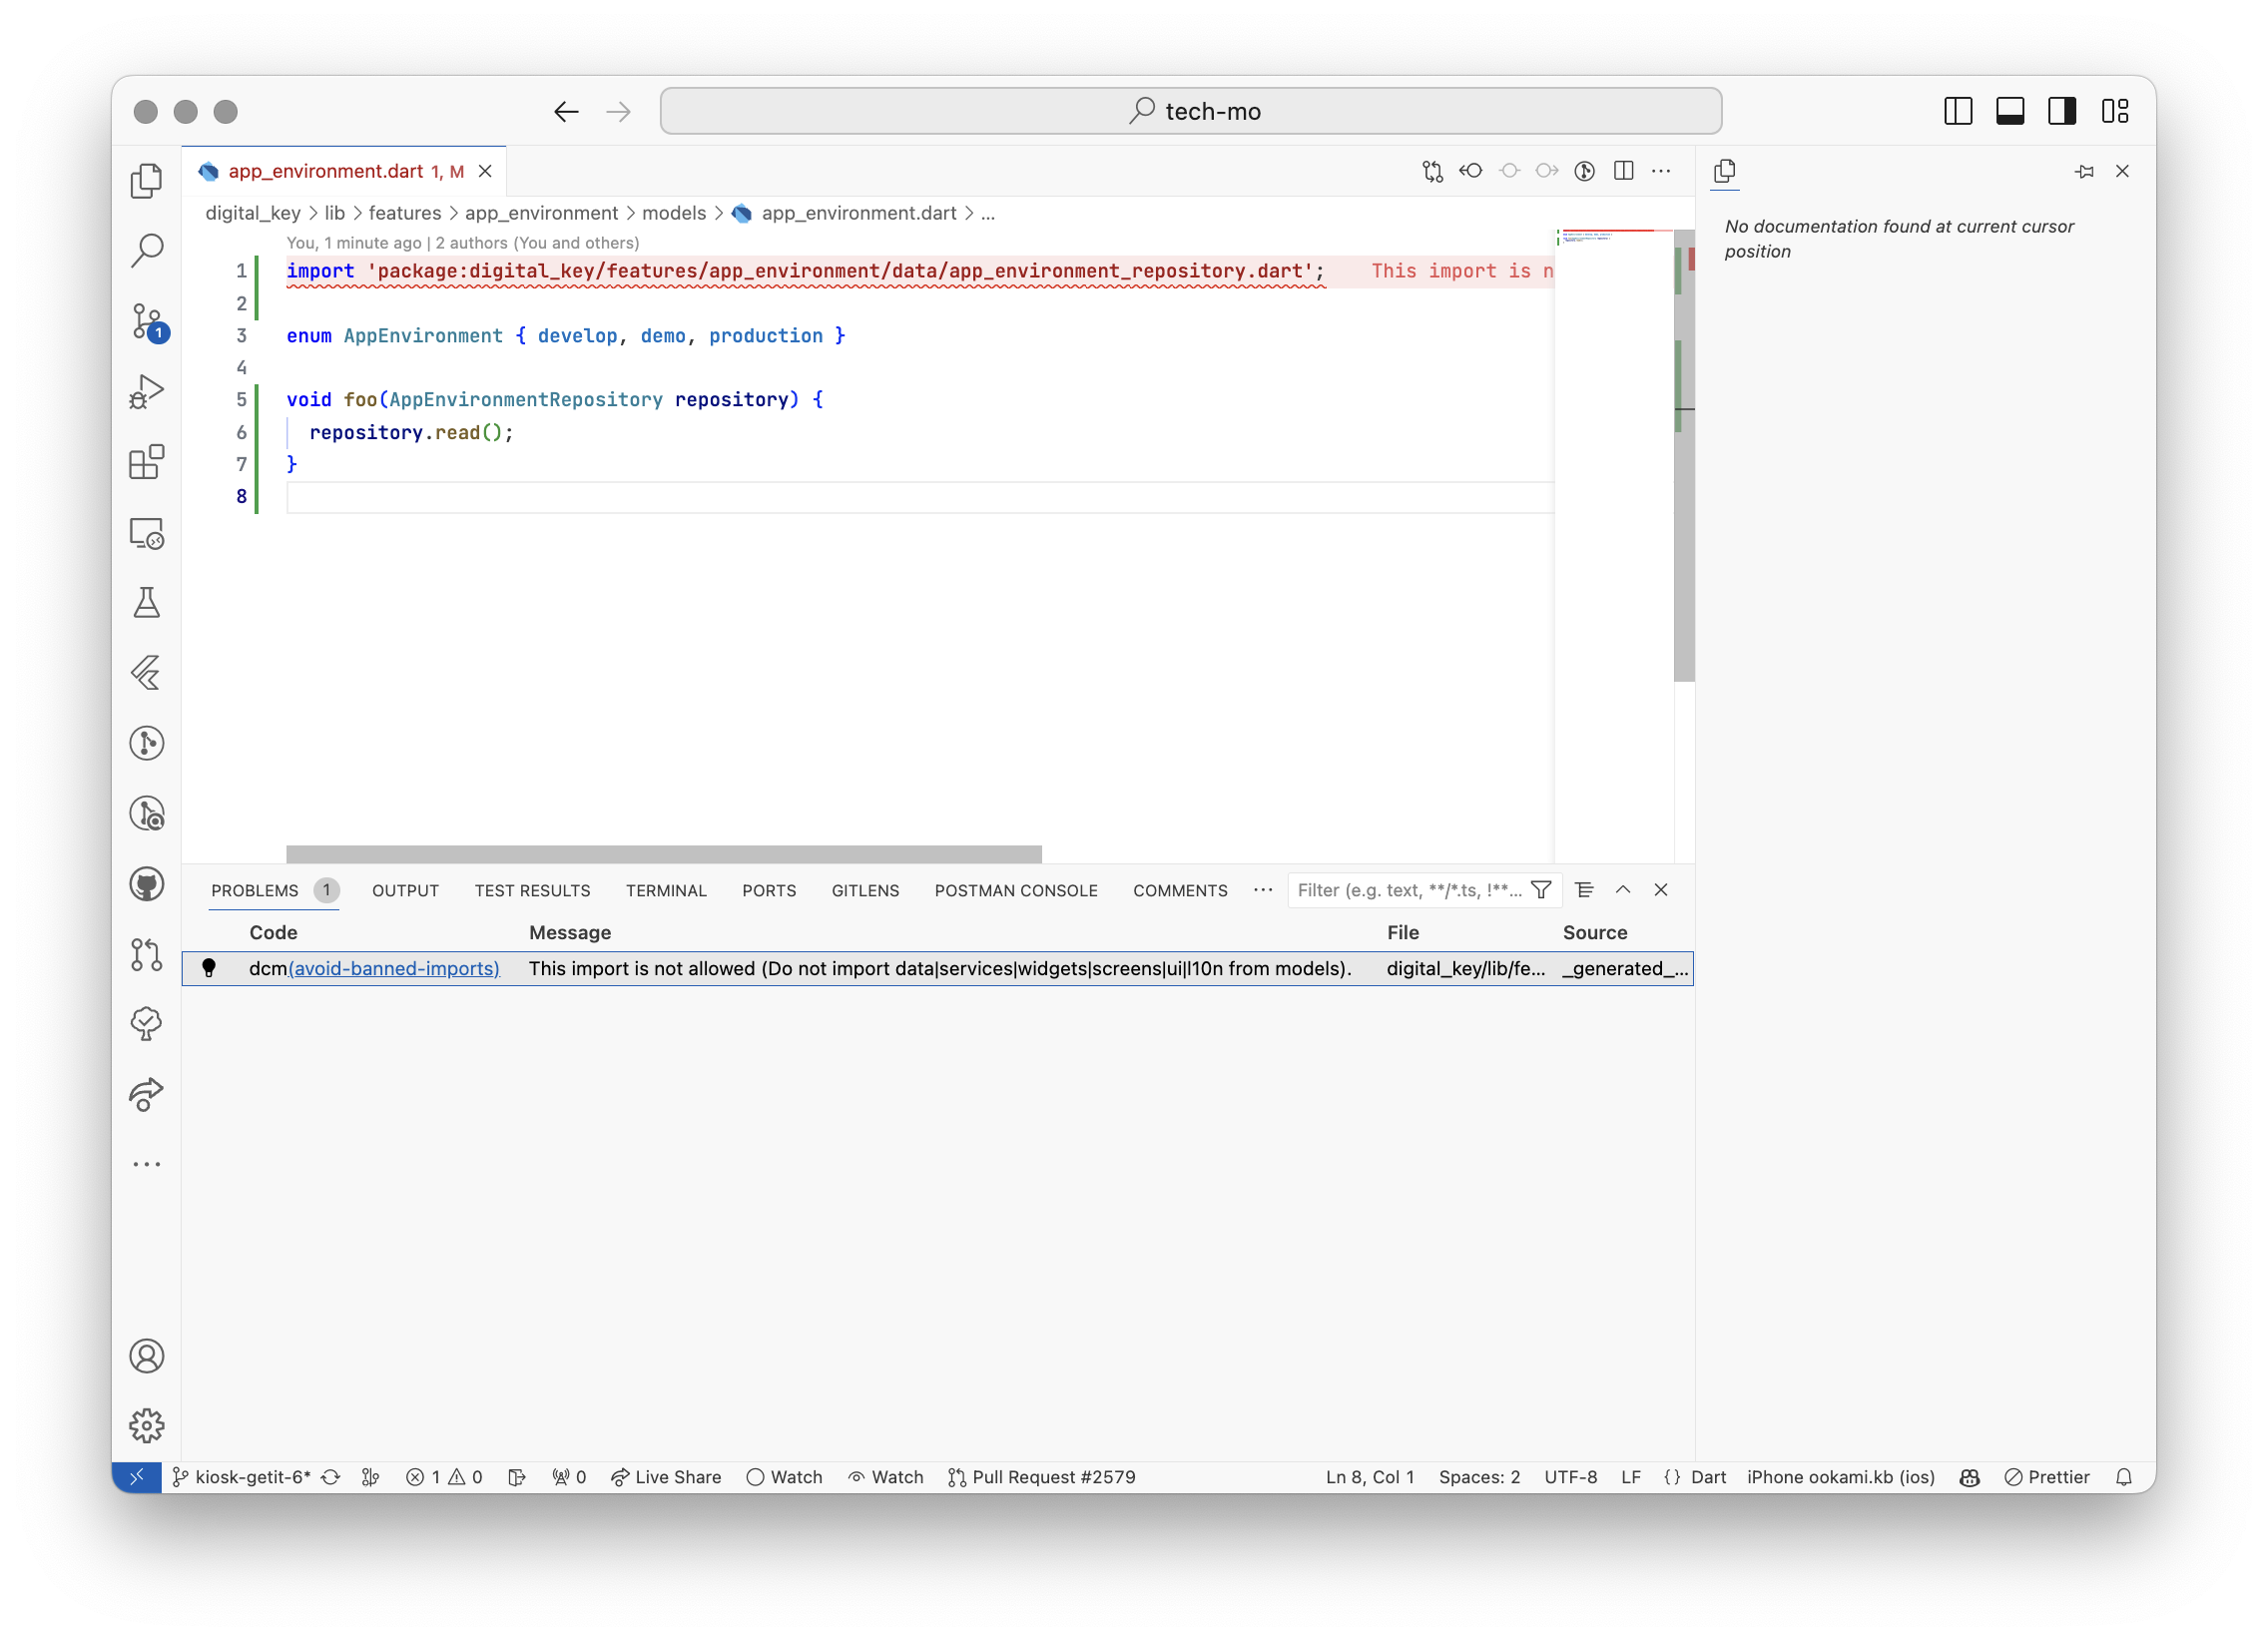 tech-mo
app_environment.dart 1, M
digital_key > lib > features > app_environment > models > app_environment.dart > ...
You, 1 minute ago | 2 authors (You and others)
1 import 'package:digital_key/features/app_environment/data/app_environment_repository.dart'; This import is n
2
3 enum AppEnvironment { develop, demo, production }
4
5 void foo(AppEnvironmentRepository repository) {
6 repository.read();
7 }
8
No documentation found at current cursor
position
1
PROBLEMS 1 OUTPUT TEST RESULTS TERMINAL PORTS GITLENS POSTMAN CONSOLE COMMENTS ... Filter (e.g. text, **/*.ts, !**...
Code Message File Source
dcm(avoid-banned-imports) This import is not allowed (Do not import data|services|widgets|screens|ui|l10n from models). digital_key/lib/fe... _generated_...
kiosk-getit-6* 1 0 0 Live Share Watch Watch Pull Request #2579 Ln 8, Col 1 Spaces: 2 UTF-8 LF {} Dart iPhone ookami.kb (ios) Prettier